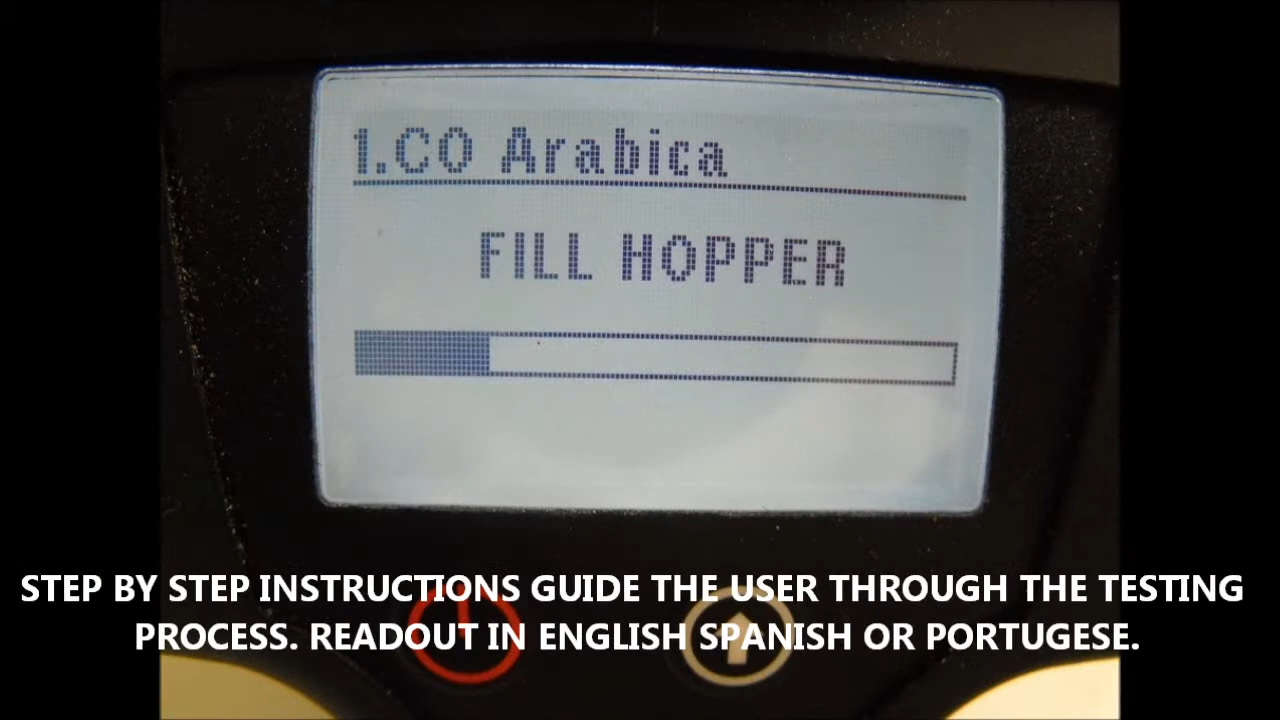 1.CO Arabica
FILL HOPPER
STEP BY STEP INSTRUCTIONS GUIDE THE USER THROUGH THE TESTING
PROCESS. READOUT IN ENGLISH SPANISH OR PORTUGESE.